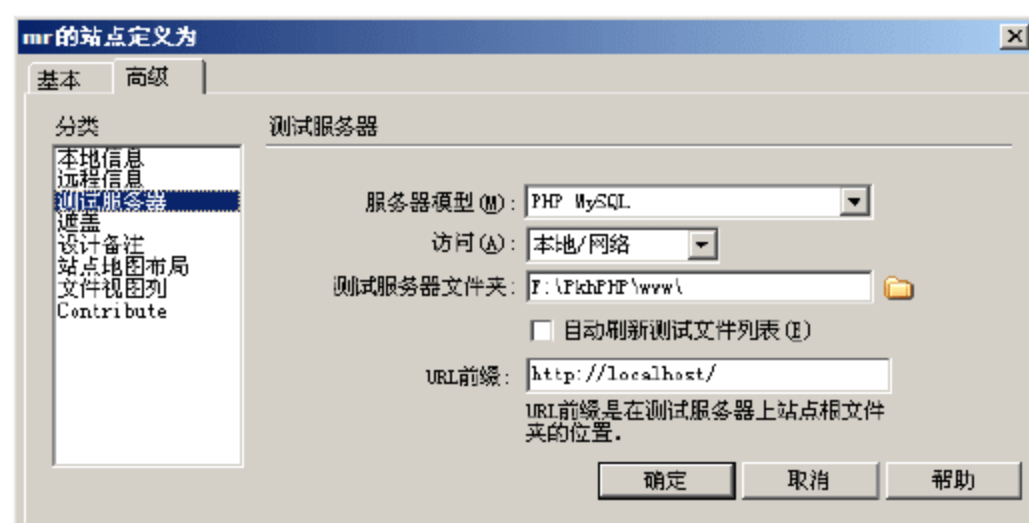 mr的站点定义为
基本 高级
分类
测试服务器
本地信息
远程信息
测试服务器
遮盖
设计备注
站点地图布局
文件视图列
Contribute
服务器模型(M): PHP MySQL
访问(A): 本地/网络
测试服务器文件夹: F:\PkhPHP\www\
自动刷新测试文件列表(R)
URL前缀: http://localhost/
URL前缀是在测试服务器上站点根文件
夹的位置.
确定 取消 帮助